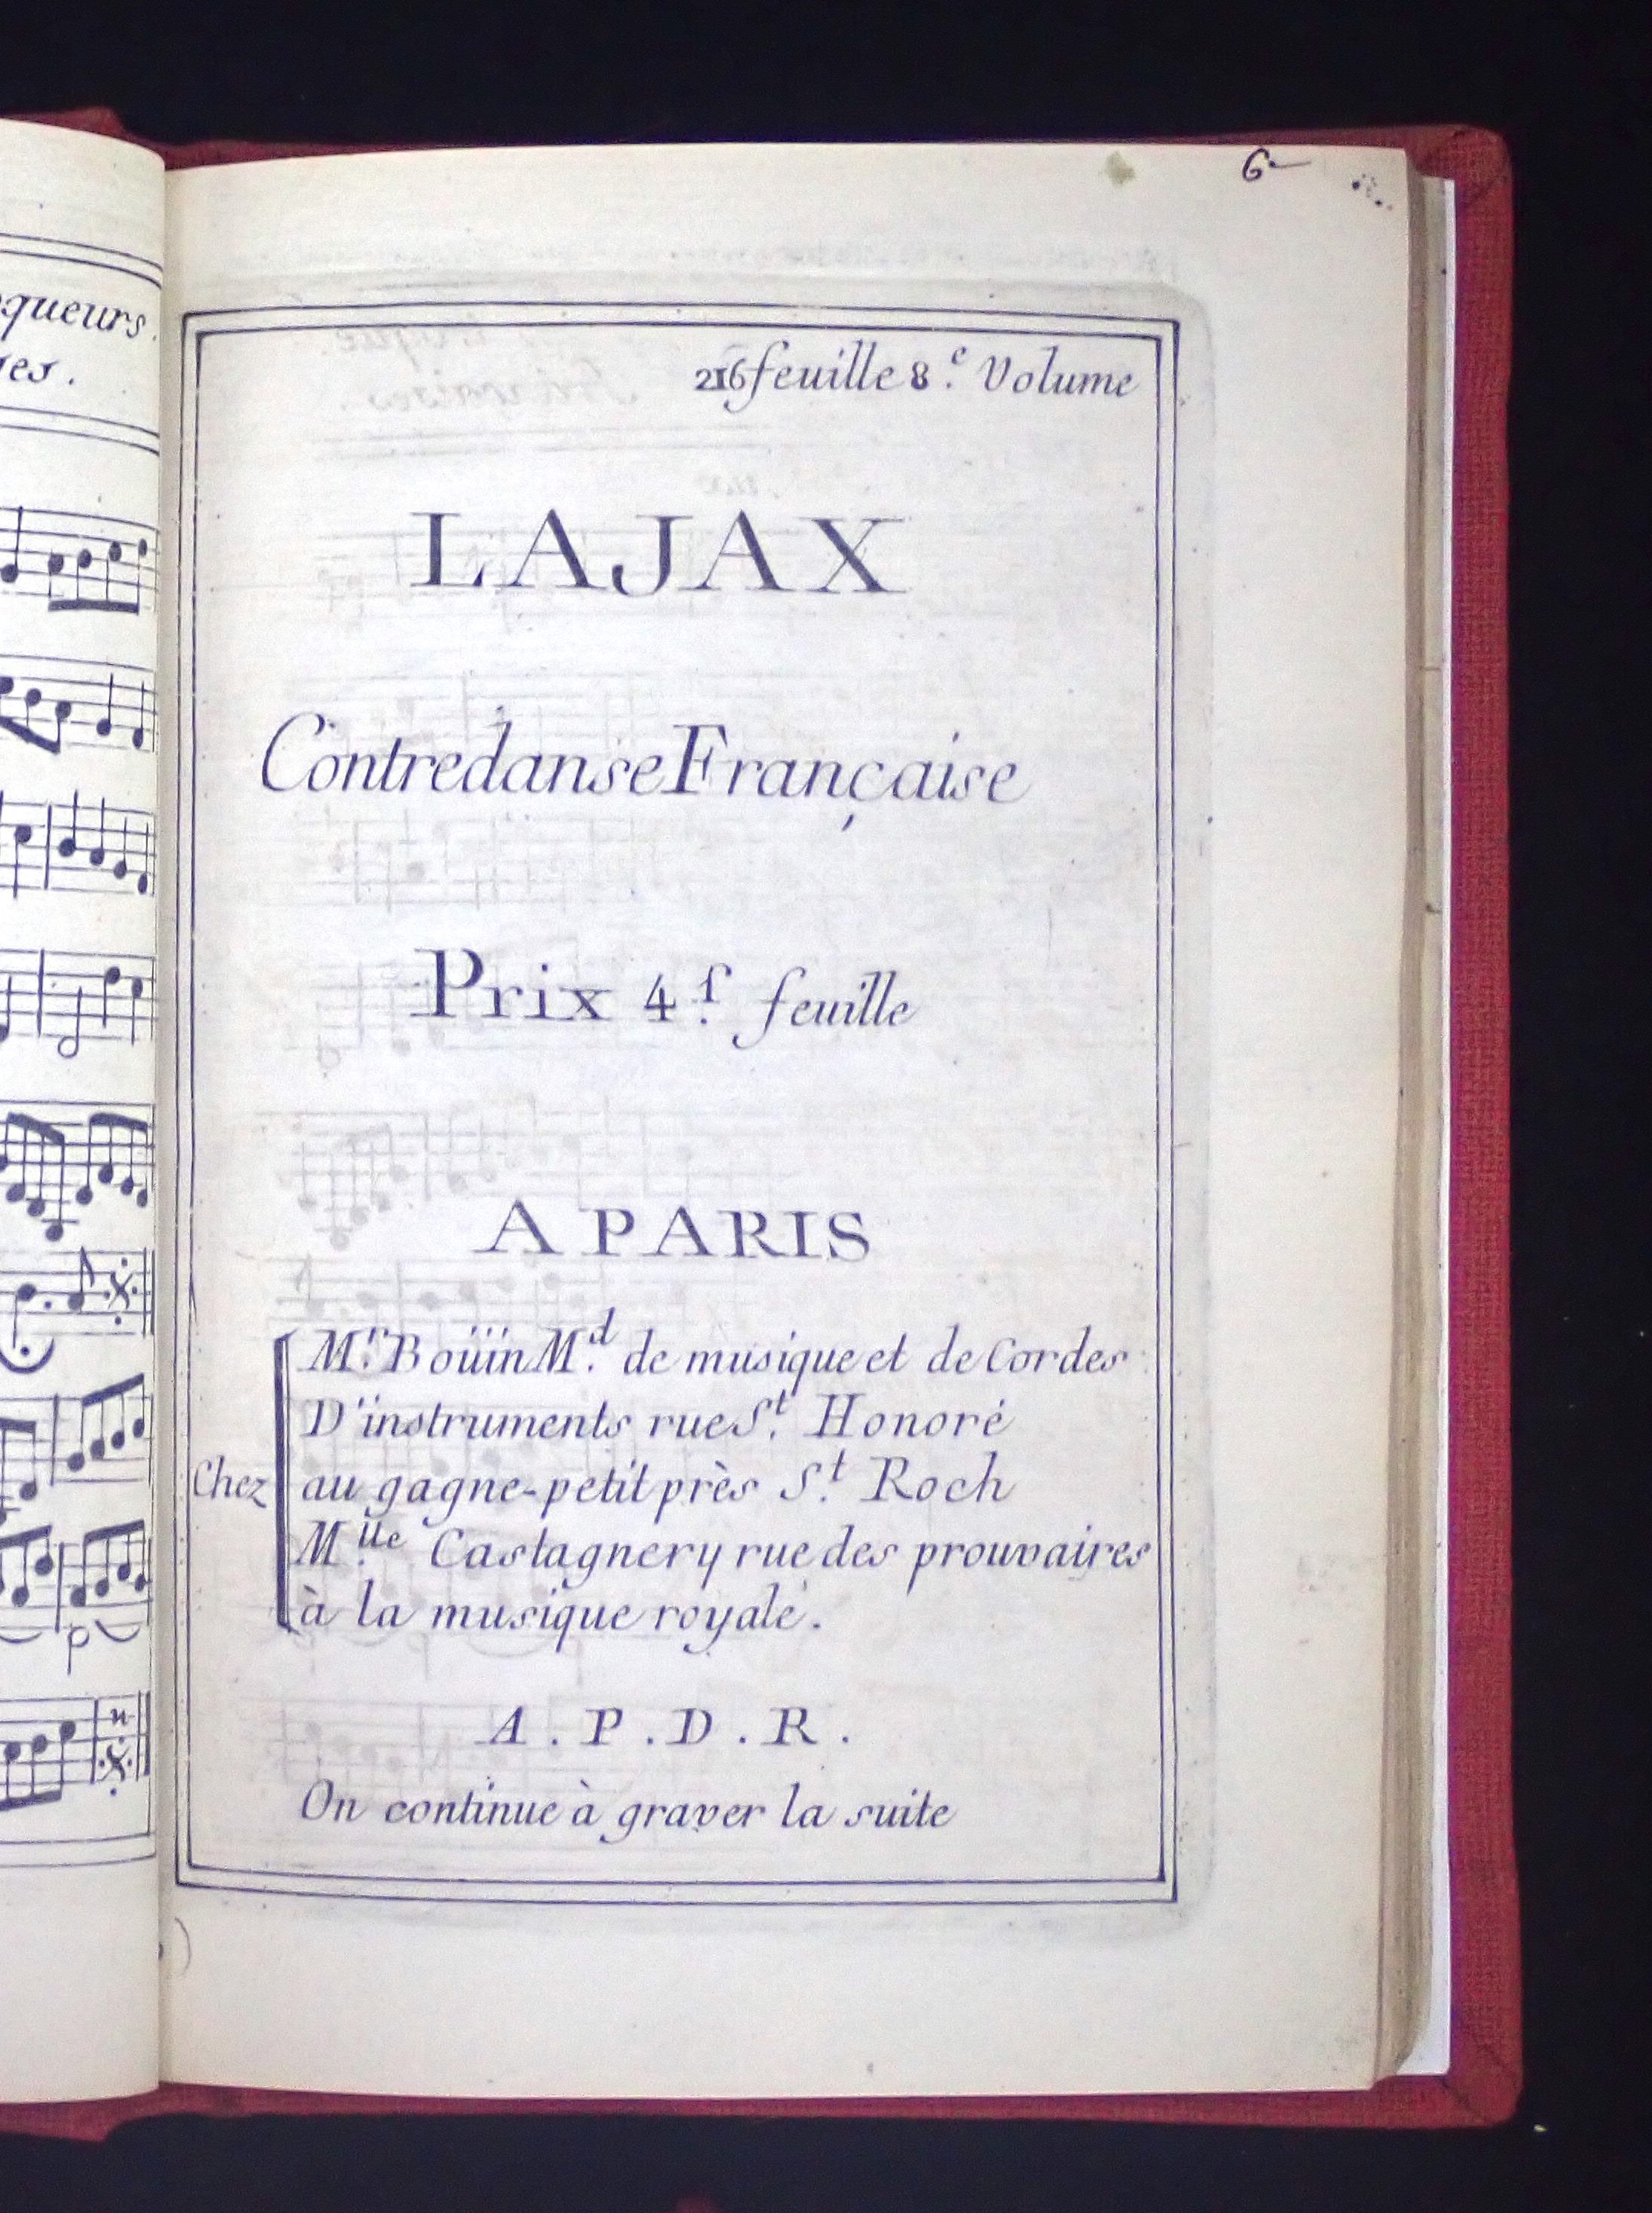 queurs.
6
216 feuille 8.e Volume
LAJAX
Contredanse Française
Prix 4.s feuille
A PARIS
M.r Boüin M.d de musique et de Cordes
D'instruments rue S.t Honoré
Chez au gagne-petit près S.t Roch
M.lle Castagnery rue des prouvaires
à la musique royale.
A . P . D . R .
On continue à graver la suite
p